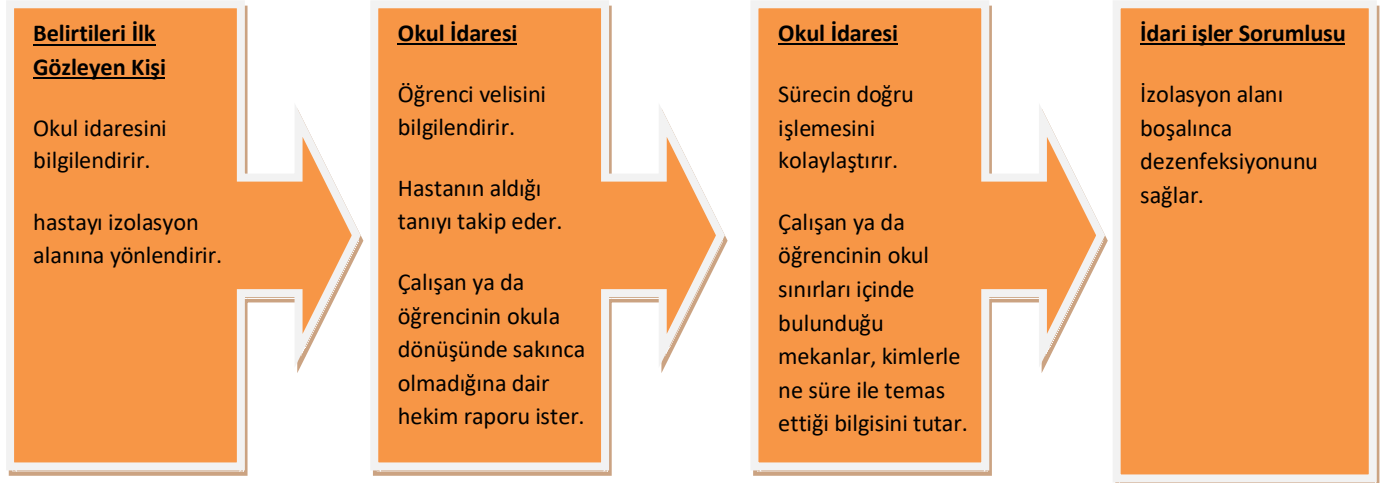 Belirtileri İlk
Gözleyen Kişi
Okul idaresini
bilgilendirir.
hastayı izolasyon
alanına yönlendirir.
Okul İdaresi
Öğrenci velisini
bilgilendirir.
Hastanın aldığı
tanıyı takip eder.
Çalışan ya da
öğrencinin okula
dönüşünde sakınca
olmadığına dair
hekim raporu ister.
Okul İdaresi
Sürecin doğru
işlemesini
kolaylaştırır.
Çalışan ya da
öğrencinin okul
sınırları içinde
bulunduğu
mekanlar, kimlerle
ne süre ile temas
ettiği bilgisini tutar.
İdari işler Sorumlusu
İzolasyon alanı
boşalınca
dezenfeksiyonunu
sağlar.